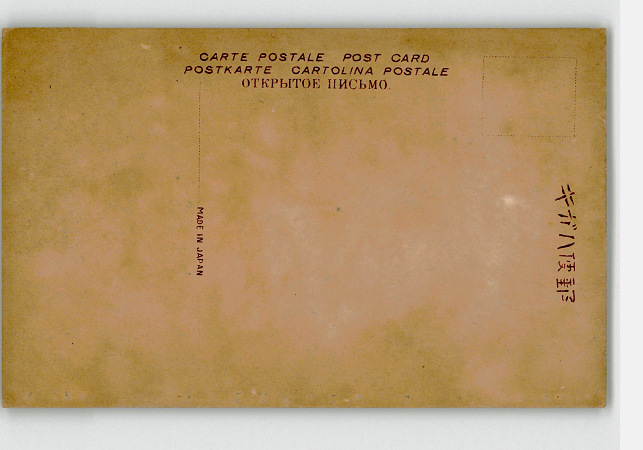 CARTE POSTALE POST CARD
POSTKARTE CARTOLINA POSTALE
ОТКРЫТОЕ ПИСЬМО.
MADE IN JAPAN
郵便ハガキ